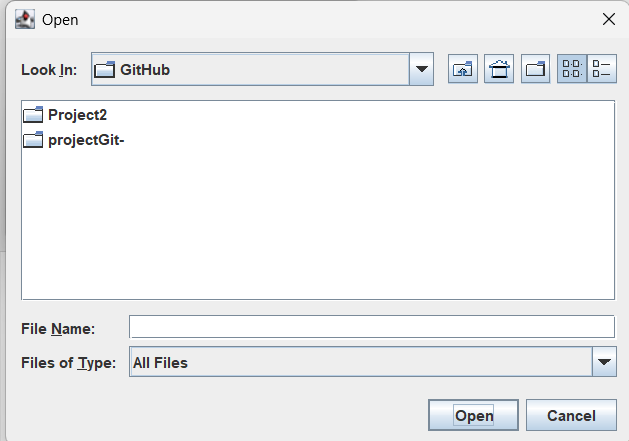 Open
Look In: GitHub
Project2
projectGit-
File Name:
Files of Type: All Files
Open Cancel